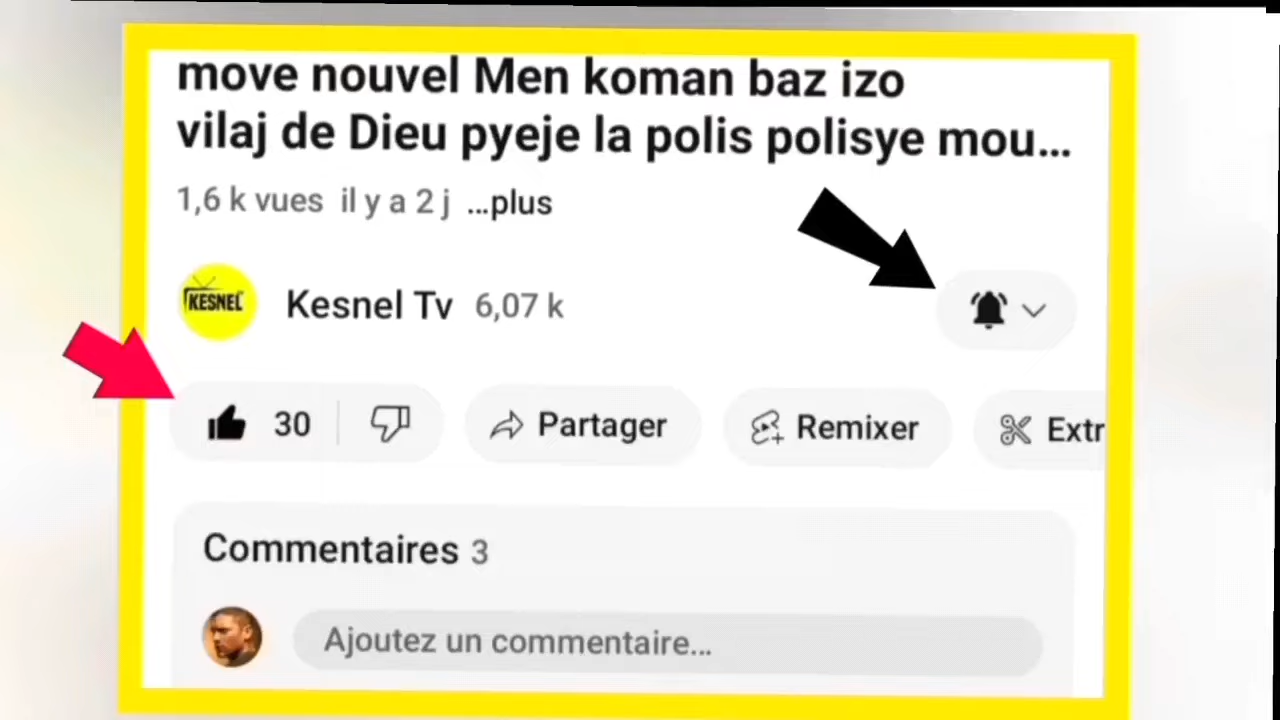 move nouvel Men koman baz izo
vilaj de Dieu pyeje la polis polisye mou...
1,6 k vues il y a 2 j ...plus
KESNEL
Kesnel Tv 6,07 k
30
Partager
Remixer
Extr
Commentaires 3
Ajoutez un commentaire...